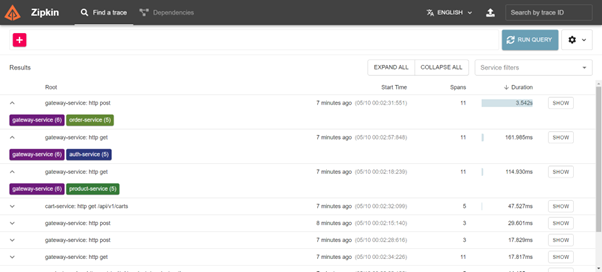 Zipkin
Find a trace
Dependencies
ENGLISH
Search by trace ID
RUN QUERY
Results
EXPAND ALL
COLLAPSE ALL
Service filters
Root Start Time Spans Duration
gateway-service: http post 7 minutes ago (05/10 00:02:31:551) 11 3.542s SHOW
gateway-service (6) order-service (5)
gateway-service: http get 7 minutes ago (05/10 00:02:57:848) 11 161.985ms SHOW
gateway-service (6) auth-service (5)
gateway-service: http get 7 minutes ago (05/10 00:02:18:239) 11 114.930ms SHOW
gateway-service (6) product-service (5)
cart-service: http get /api/v1/carts 7 minutes ago (05/10 00:02:32:099) 5 47.527ms SHOW
gateway-service: http post 8 minutes ago (05/10 00:02:15:140) 3 29.601ms SHOW
gateway-service: http post 7 minutes ago (05/10 00:02:28:616) 3 17.829ms SHOW
gateway-service: http get 7 minutes ago (05/10 00:02:34:226) 11 17.817ms SHOW